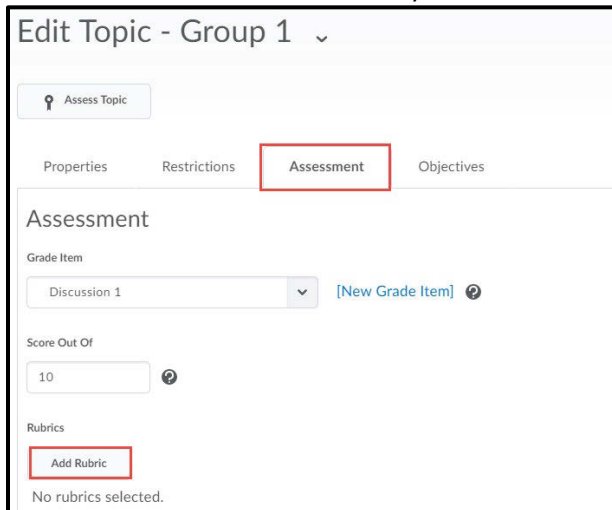 Edit Topic - Group 1
Assess Topic
Properties Restrictions Assessment Objectives
Assessment
Grade Item
Discussion 1 [New Grade Item]
Score Out Of
10
Rubrics
Add Rubric
No rubrics selected.